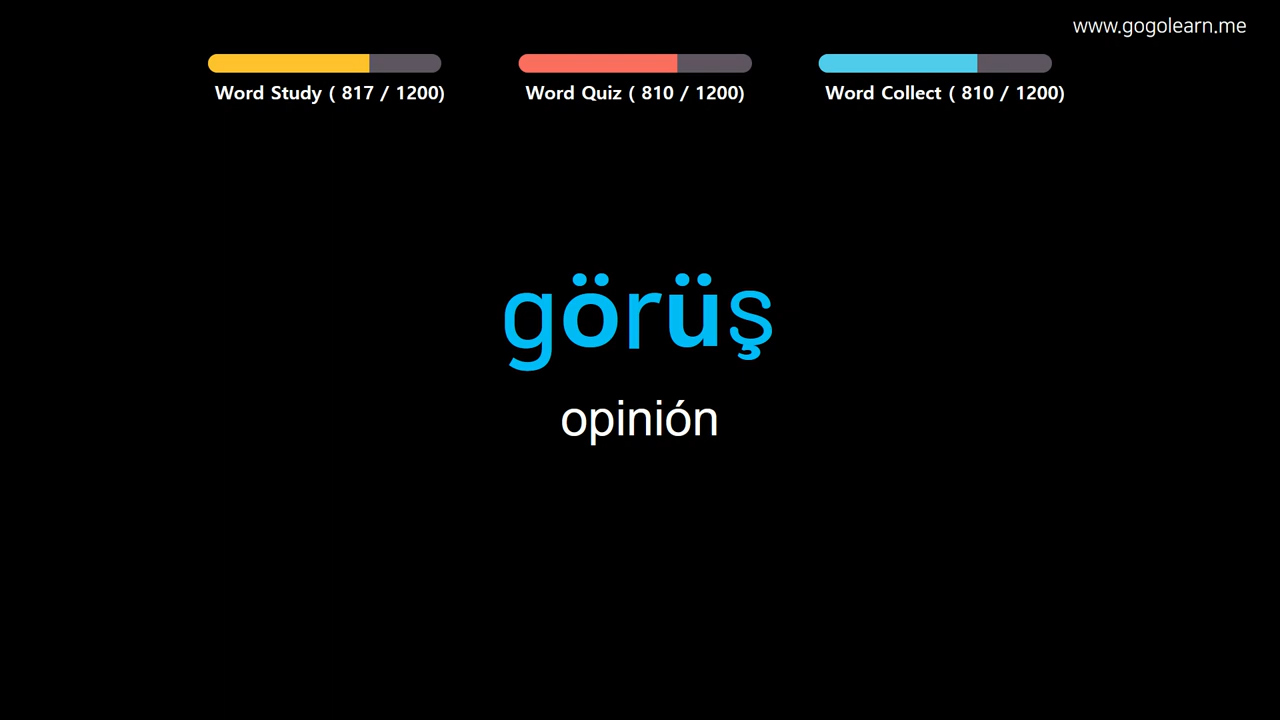 www.gogolearn.me
Word Study ( 817 / 1200)
Word Quiz ( 810 / 1200)
Word Collect ( 810 / 1200)
görüş
opinión